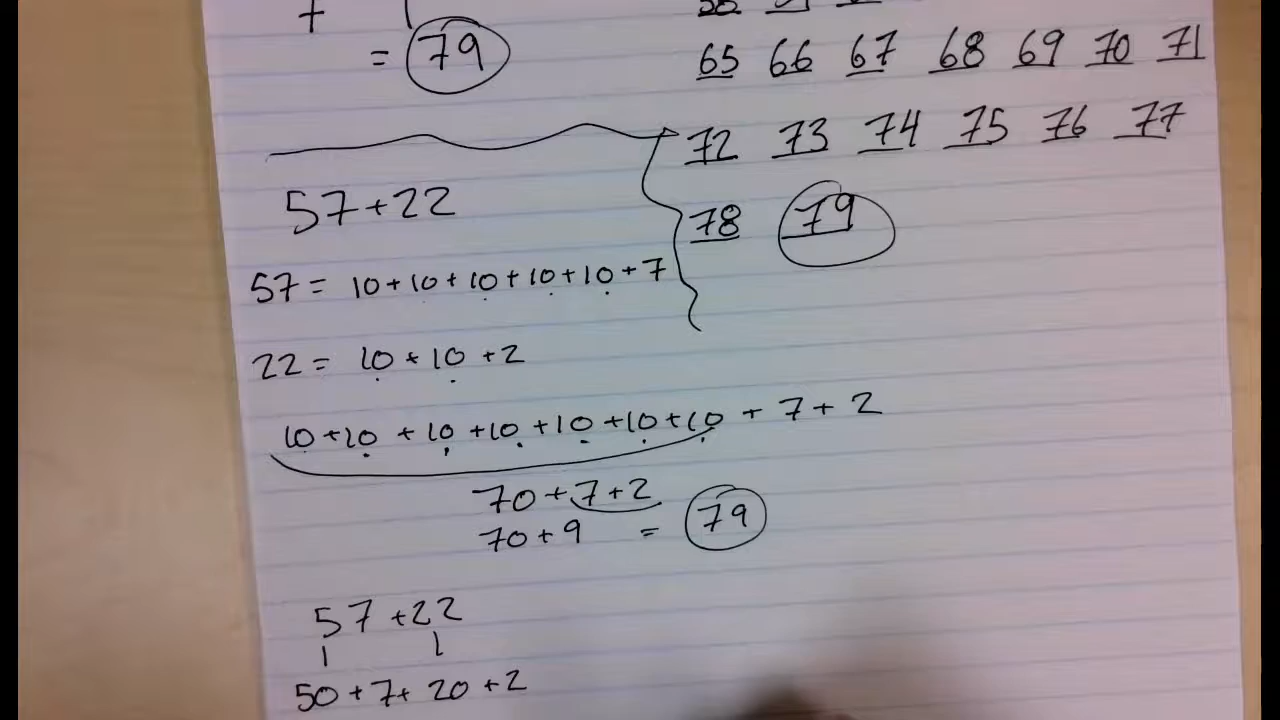 +
= 79
65 66 67 68 69 70 71
72 73 74 75 76 77
78 79
57+22
57 = 10+10+10+10+10+7
22 = 10+10+2
10+10+10+10+10+10+10+7+2
70+7+2
70+9 = 79
57+22
50+7+20+2